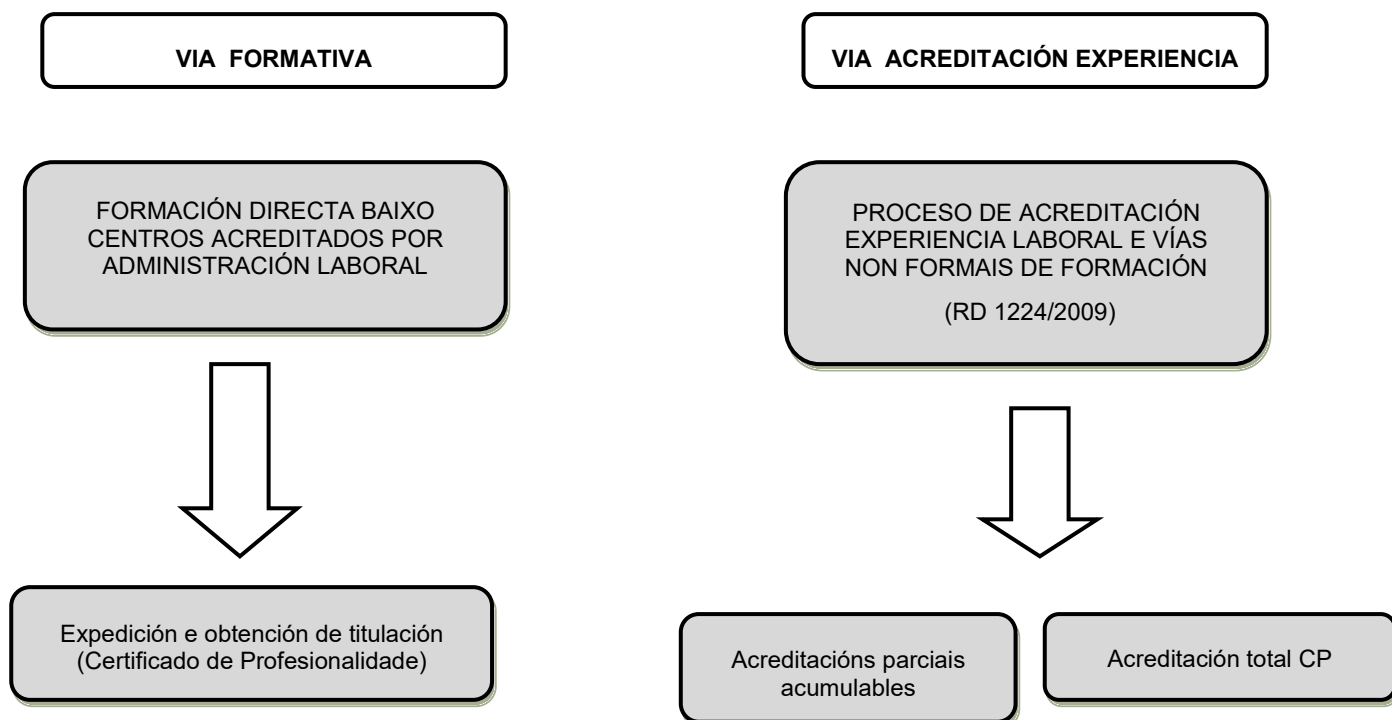 VIA FORMATIVA
FORMACIÓN DIRECTA BAIXO
CENTROS ACREDITADOS POR
ADMINISTRACIÓN LABORAL
Expedición e obtención de titulación
(Certificado de Profesionalidade)
VIA ACREDITACIÓN EXPERIENCIA
PROCESO DE ACREDITACIÓN
EXPERIENCIA LABORAL E VÍAS
NON FORMAIS DE FORMACIÓN
(RD 1224/2009)
Acreditacións parciais
acumulables
Acreditación total CP